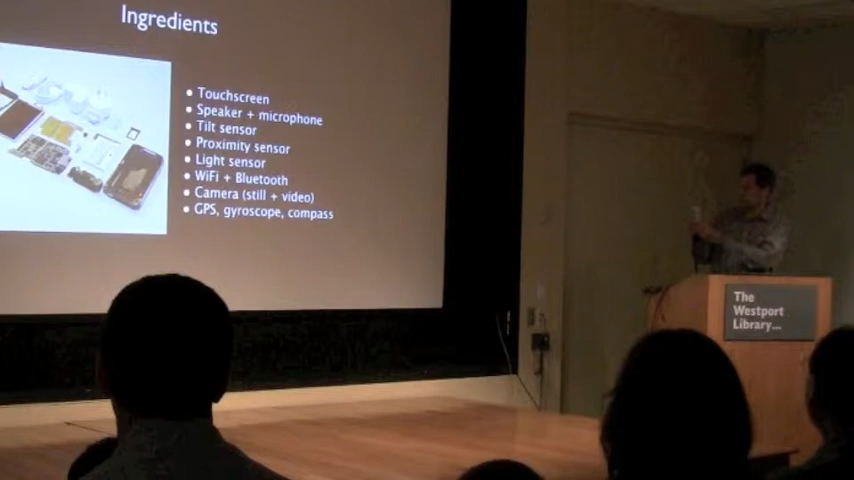 Ingredients
• Touchscreen
• Speaker + microphone
• Tilt sensor
• Proximity sensor
• Light sensor
• WiFi + Bluetooth
• Camera (still + video)
• GPS, gyroscope, compass
The
Westport
Library...